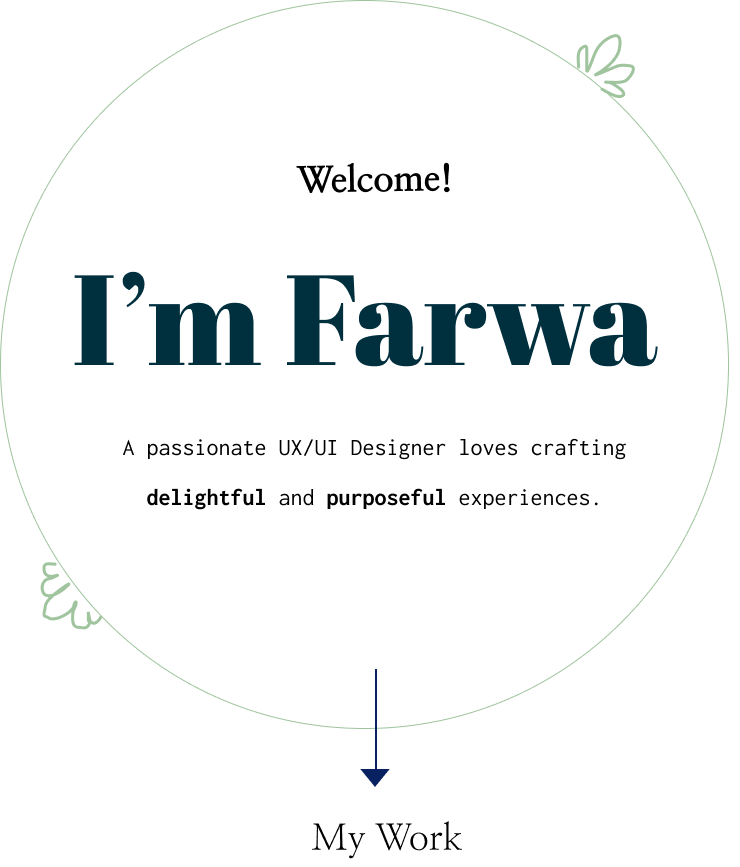 Welcome!
I’m Farwa
A passionate UX/UI Designer loves crafting
delightful and purposeful experiences.
My Work